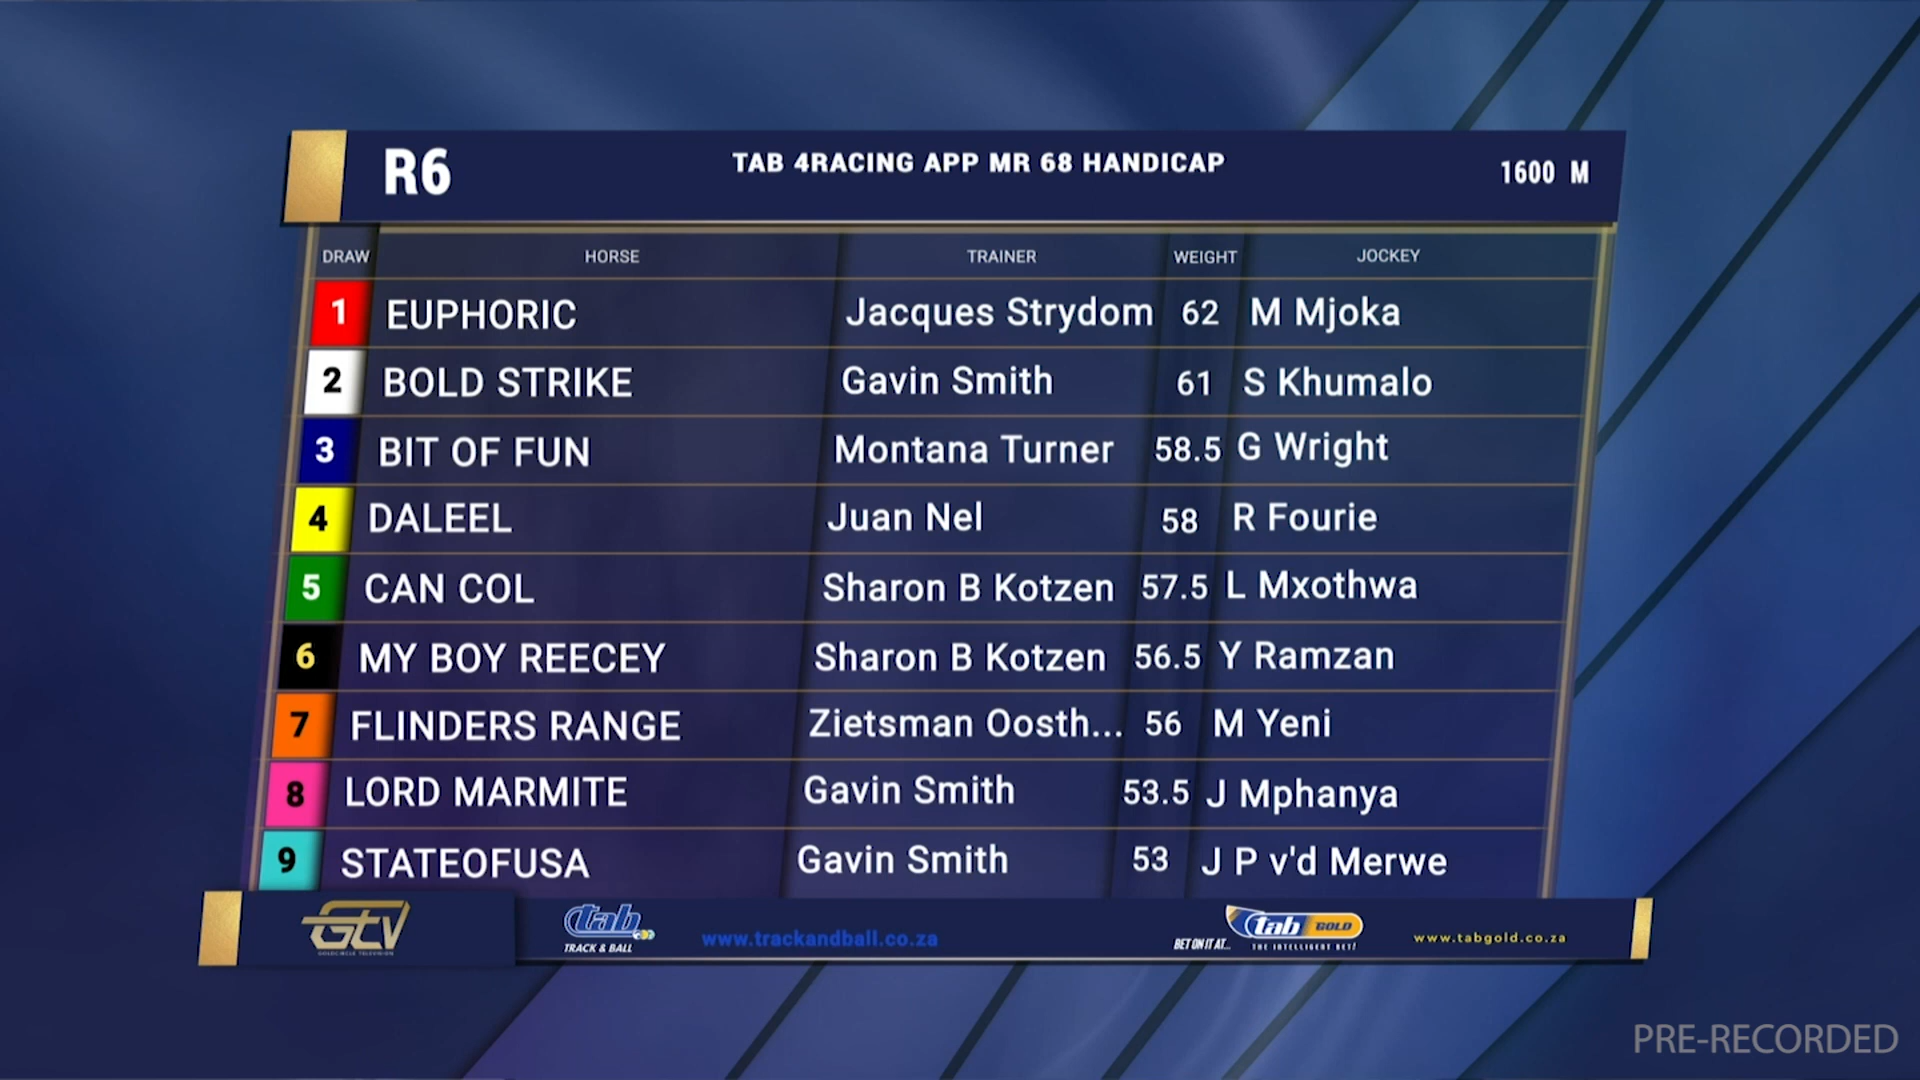 R6 TAB 4RACING APP MR 68 HANDICAP 1600 M
DRAW HORSE TRAINER WEIGHT JOCKEY
1 EUPHORIC Jacques Strydom 62 M Mjoka
2 BOLD STRIKE Gavin Smith 61 S Khumalo
3 BIT OF FUN Montana Turner 58.5 G Wright
4 DALEEL Juan Nel 58 R Fourie
5 CAN COL Sharon B Kotzen 57.5 L Mxothwa
6 MY BOY REECEY Sharon B Kotzen 56.5 Y Ramzan
7 FLINDERS RANGE Zietsman Oosth... 56 M Yeni
8 LORD MARMITE Gavin Smith 53.5 J Mphanya
9 STATEOFUSA Gavin Smith 53 J P v'd Merwe
GTV
GOLDCIRCLE TELEVISION
tab
TRACK & BALL
www.trackandball.co.za
BET ON IT AT...
tab GOLD
THE INTELLIGENT BET!
www.tabgold.co.za
PRE-RECORDED